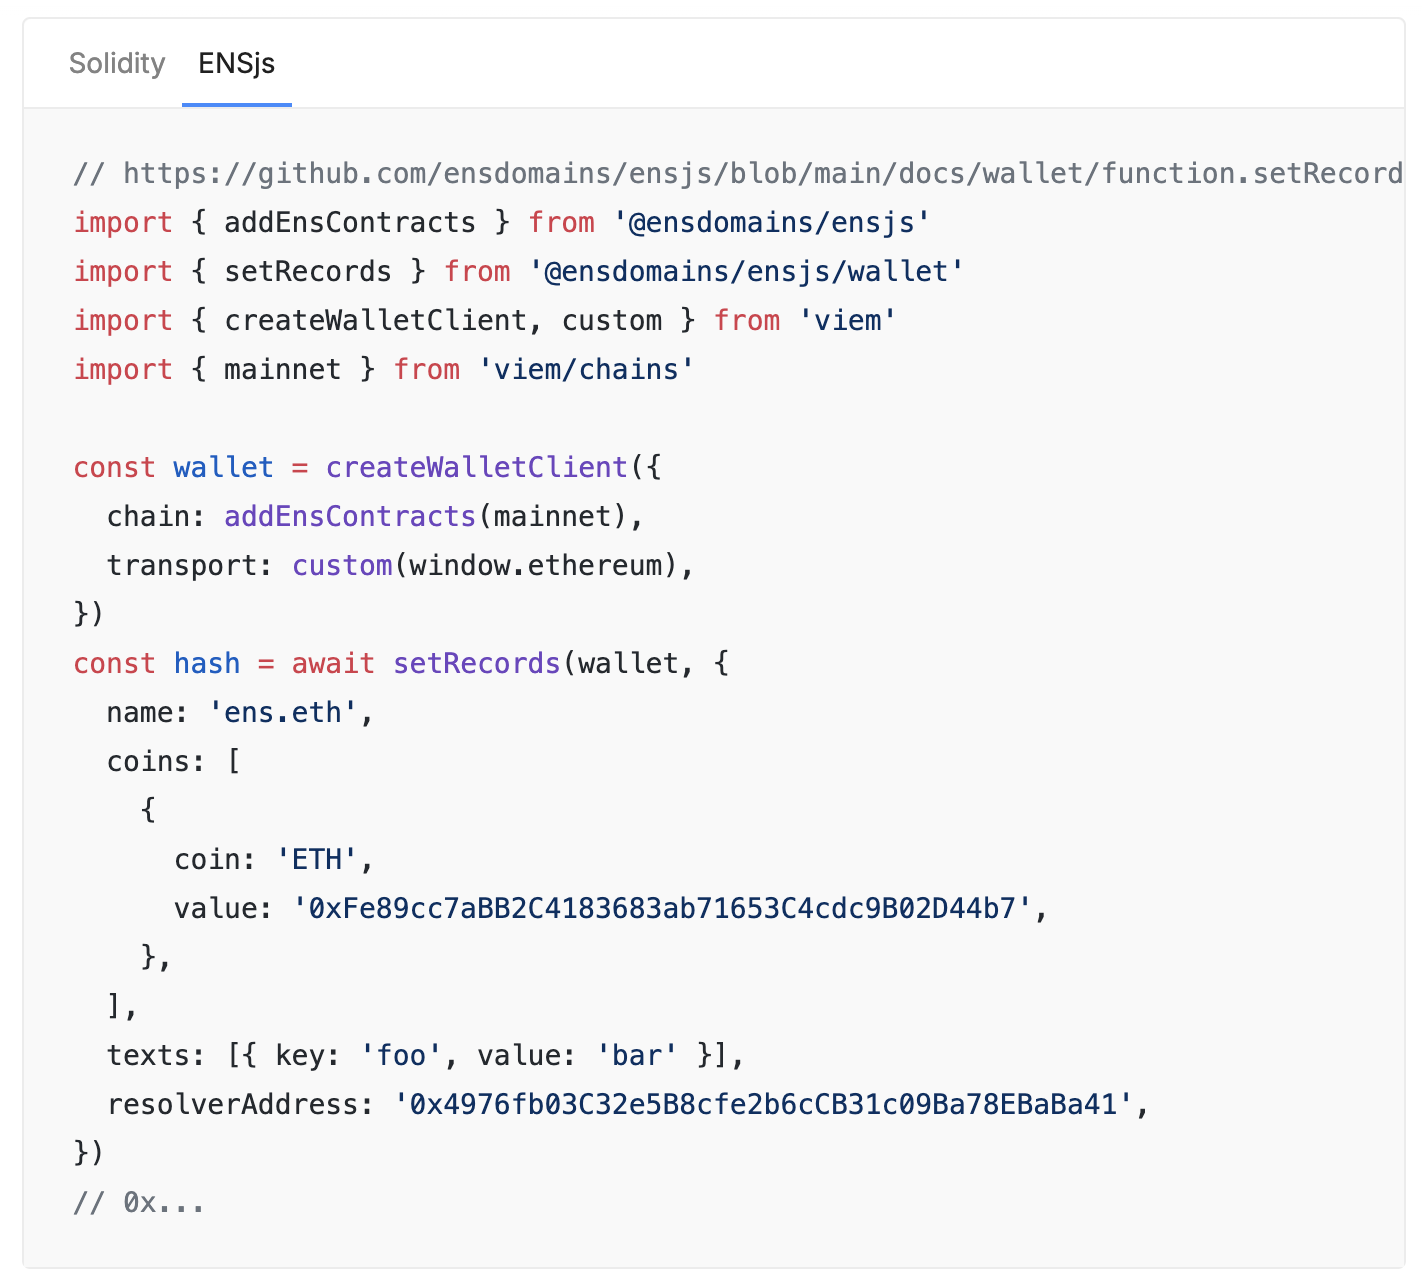 Solidity ENSjs
// https://github.com/ensdomains/ensjs/blob/main/docs/wallet/function.setRecord
import { addEnsContracts } from '@ensdomains/ensjs'
import { setRecords } from '@ensdomains/ensjs/wallet'
import { createWalletClient, custom } from 'viem'
import { mainnet } from 'viem/chains'
const wallet = createWalletClient({
  chain: addEnsContracts(mainnet),
  transport: custom(window.ethereum),
})
const hash = await setRecords(wallet, {
  name: 'ens.eth',
  coins: [
    {
      coin: 'ETH',
      value: '0xFe89cc7aBB2C4183683ab71653C4cdc9B02D44b7',
    },
  ],
  texts: [{ key: 'foo', value: 'bar' }],
  resolverAddress: '0x4976fb03C32e5B8cfe2b6cCB31c09Ba78EBaBa41',
})
// 0x...